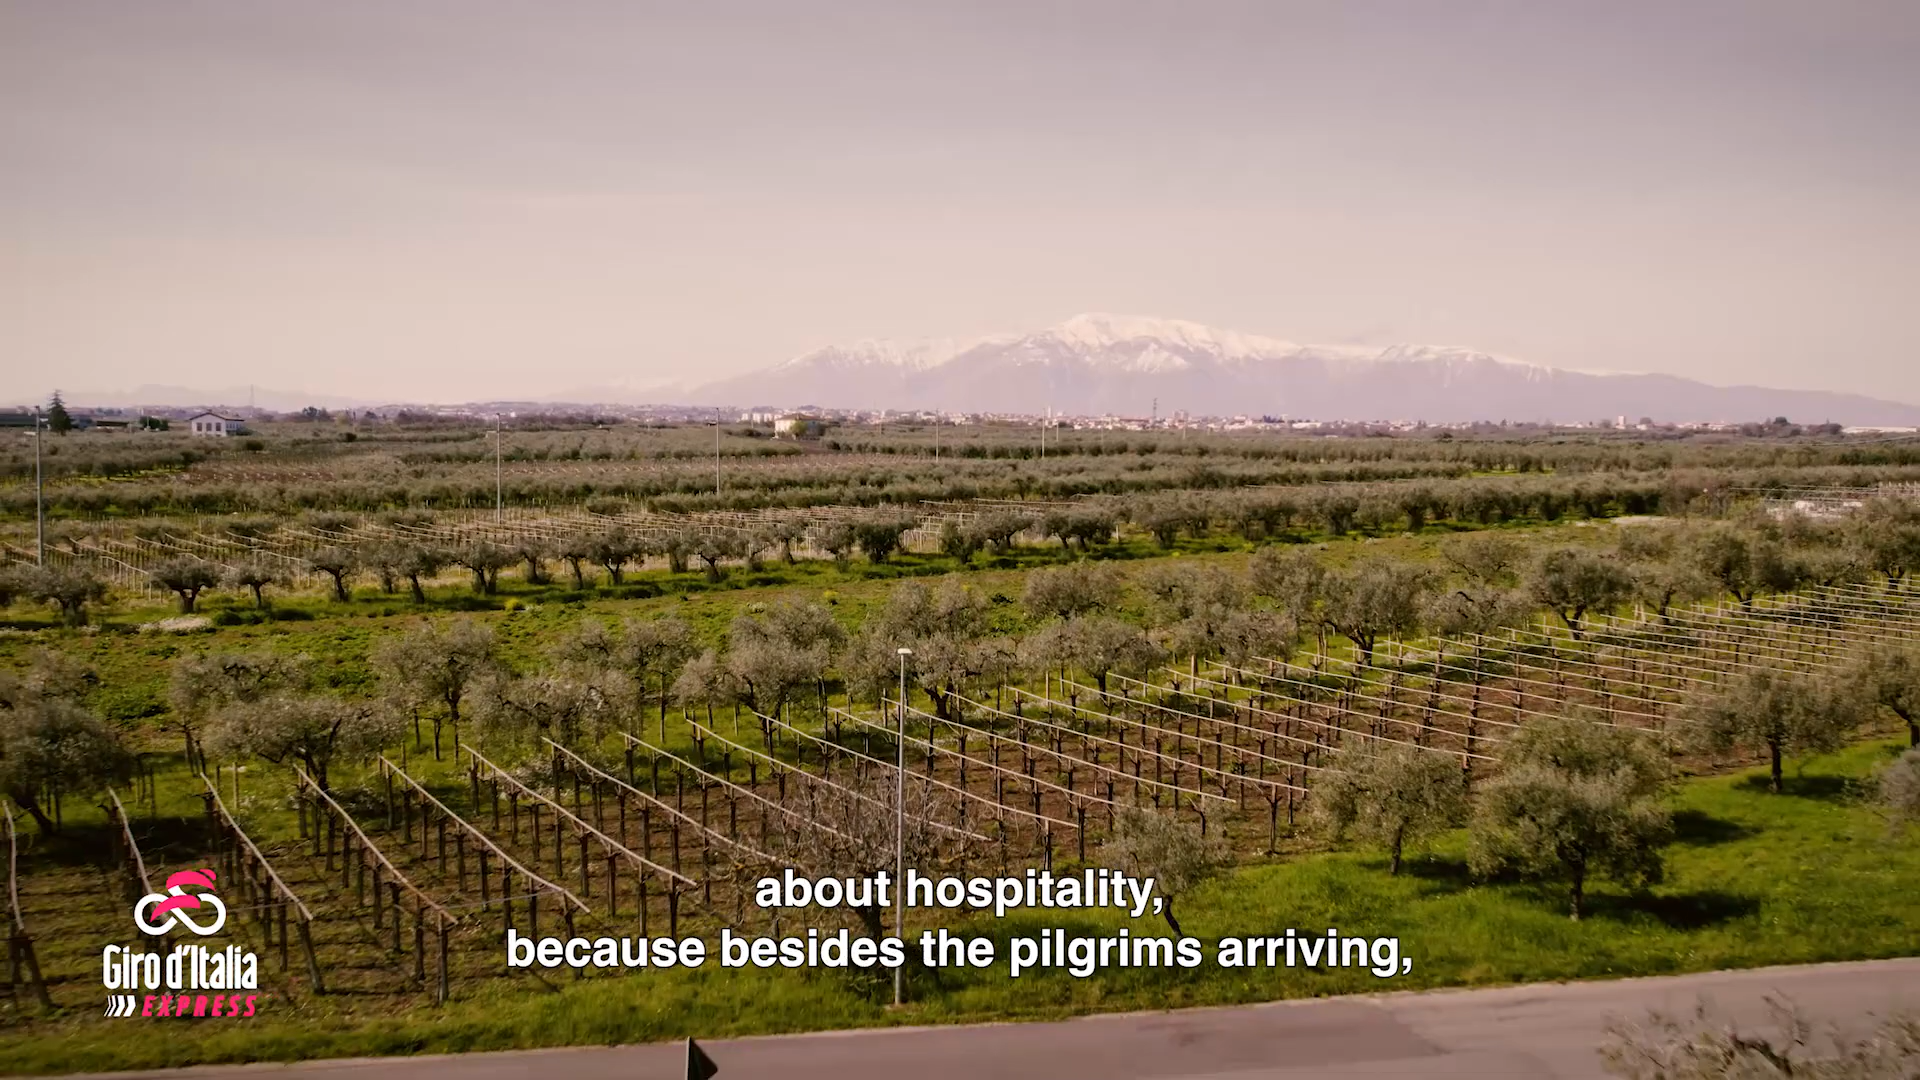 about hospitality,
because besides the pilgrims arriving,
Giro d'Italia
EXPRESS